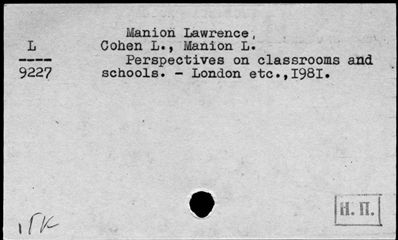 Manion Lawrence,
L Cohen L., Manion L.
---- Perspectives on classrooms and
9227 schools. - London etc.,1981.
Н. П.